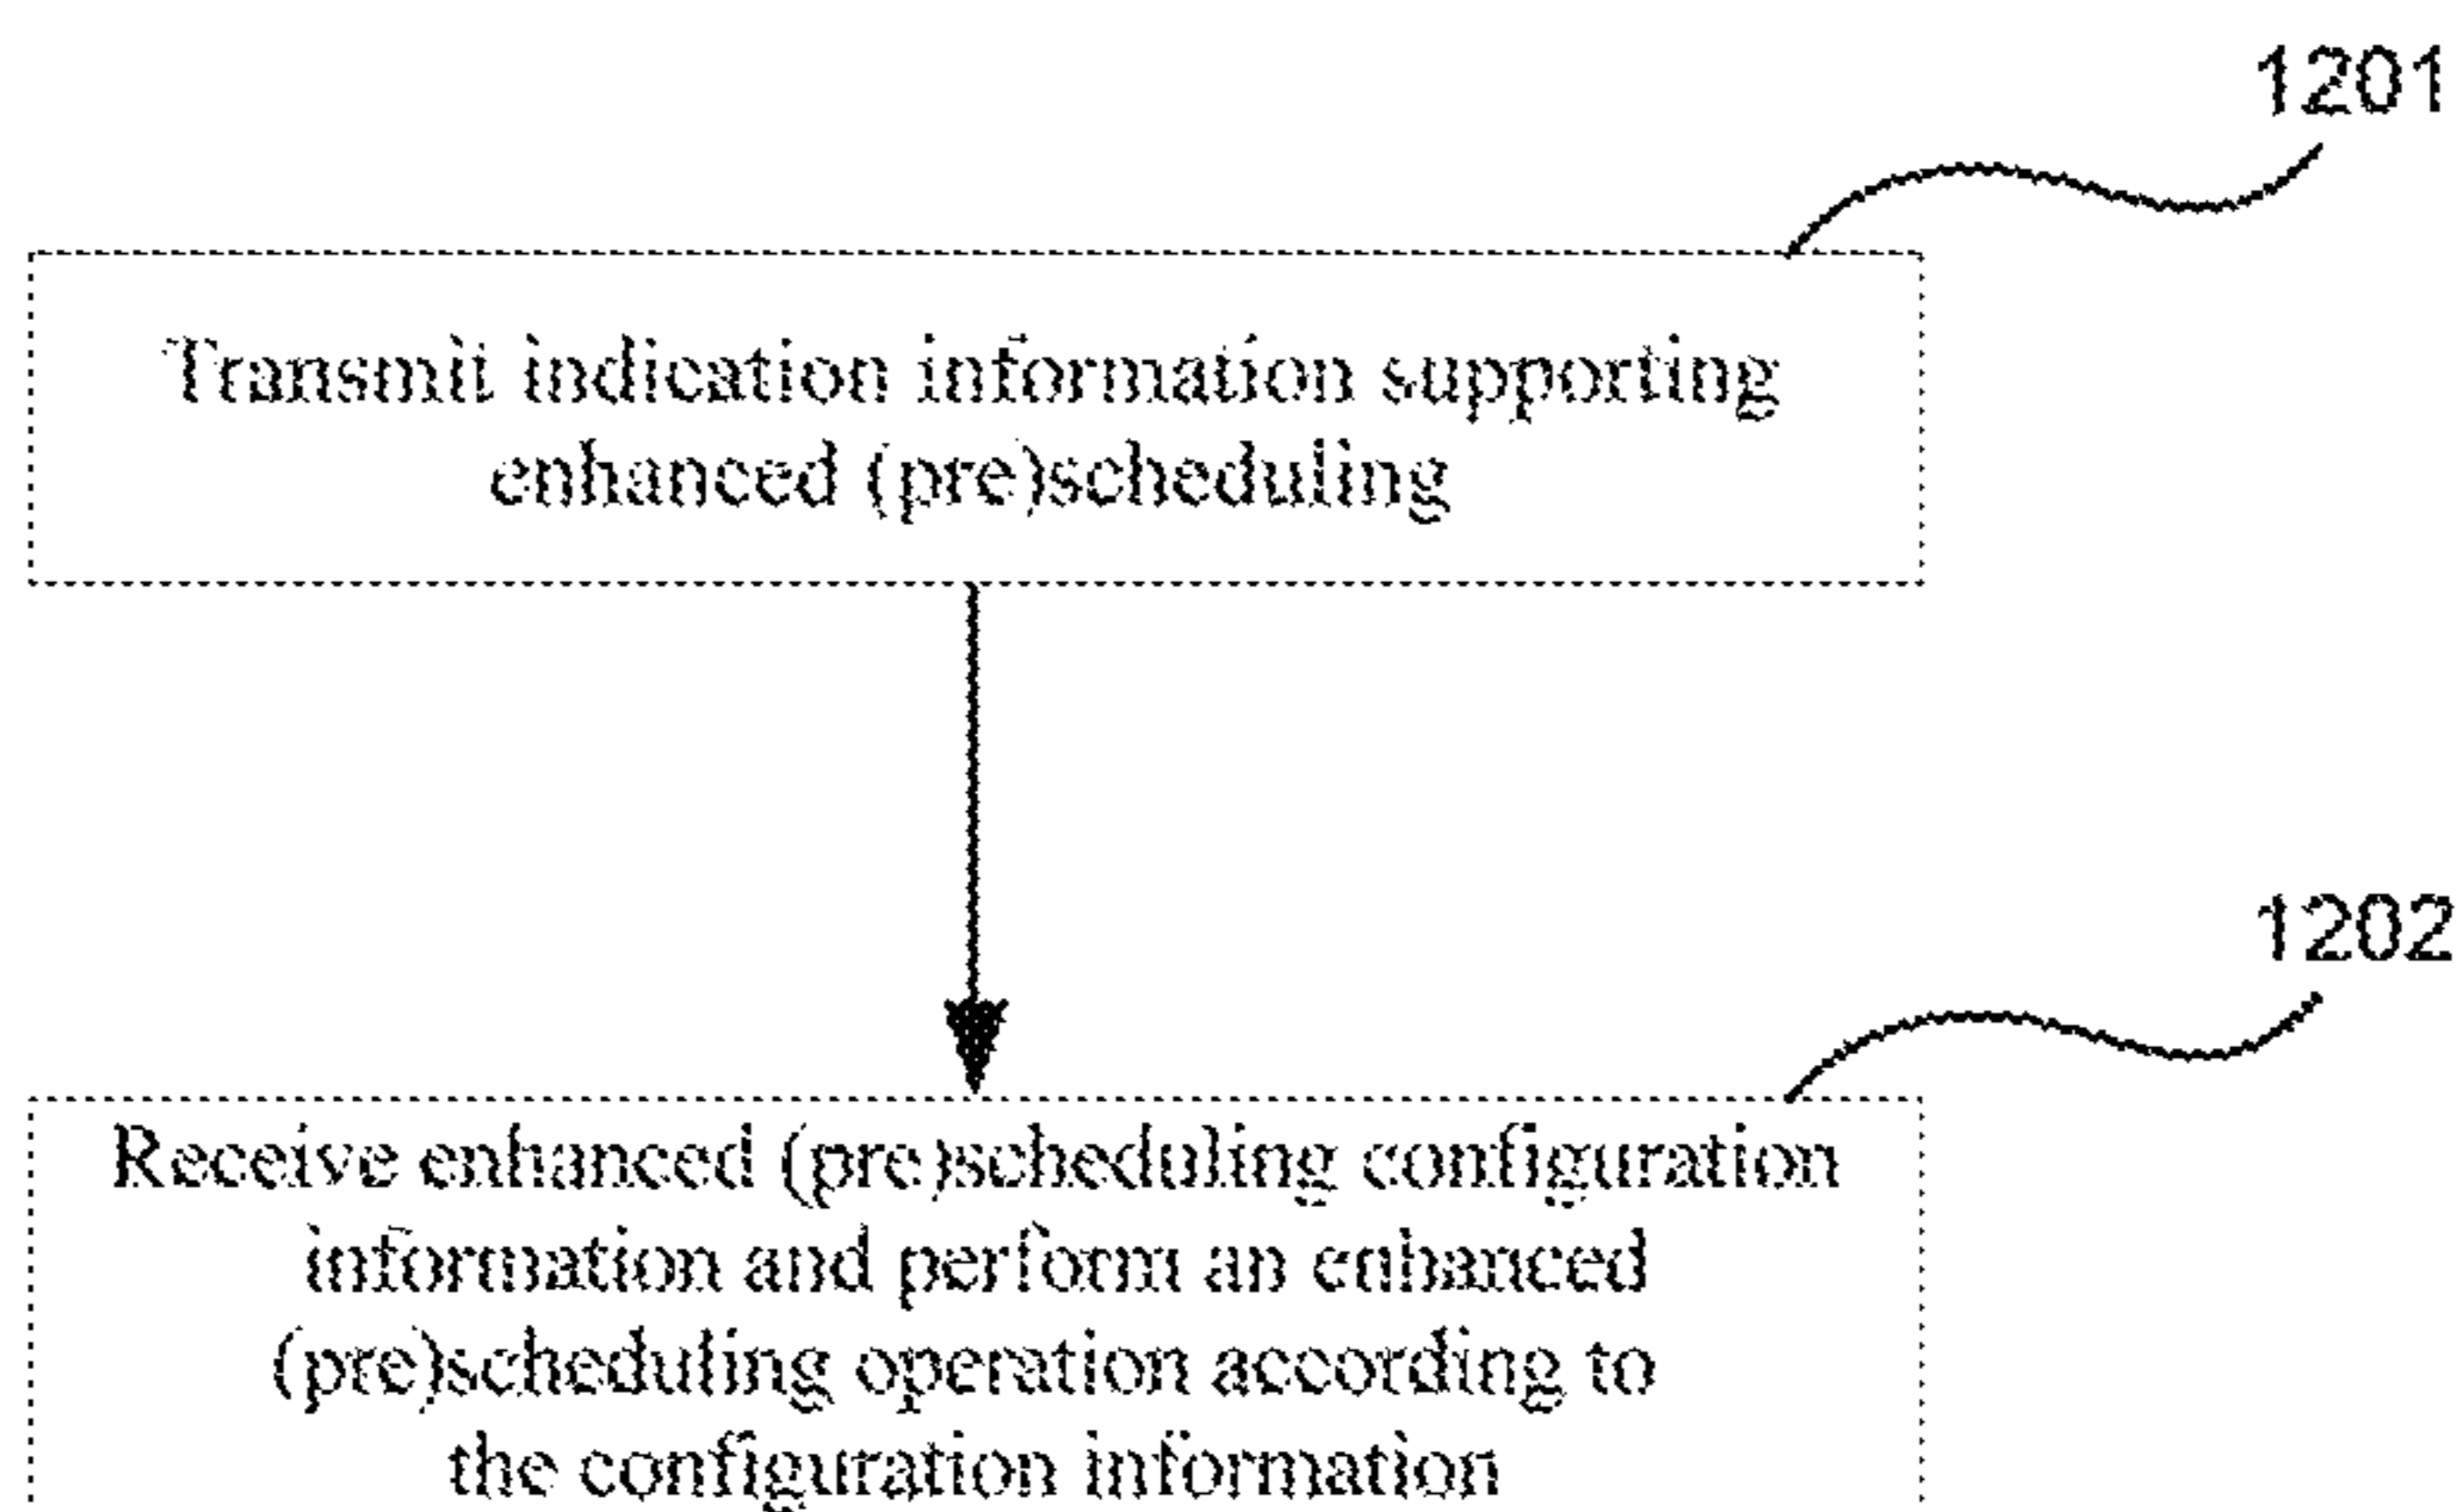 1201
Transmit indication information supporting
enhanced (pre)scheduling
1202
Receive enhanced (pre)scheduling configuration
information and perform an enhanced
(pre)scheduling operation according to
the configuration information